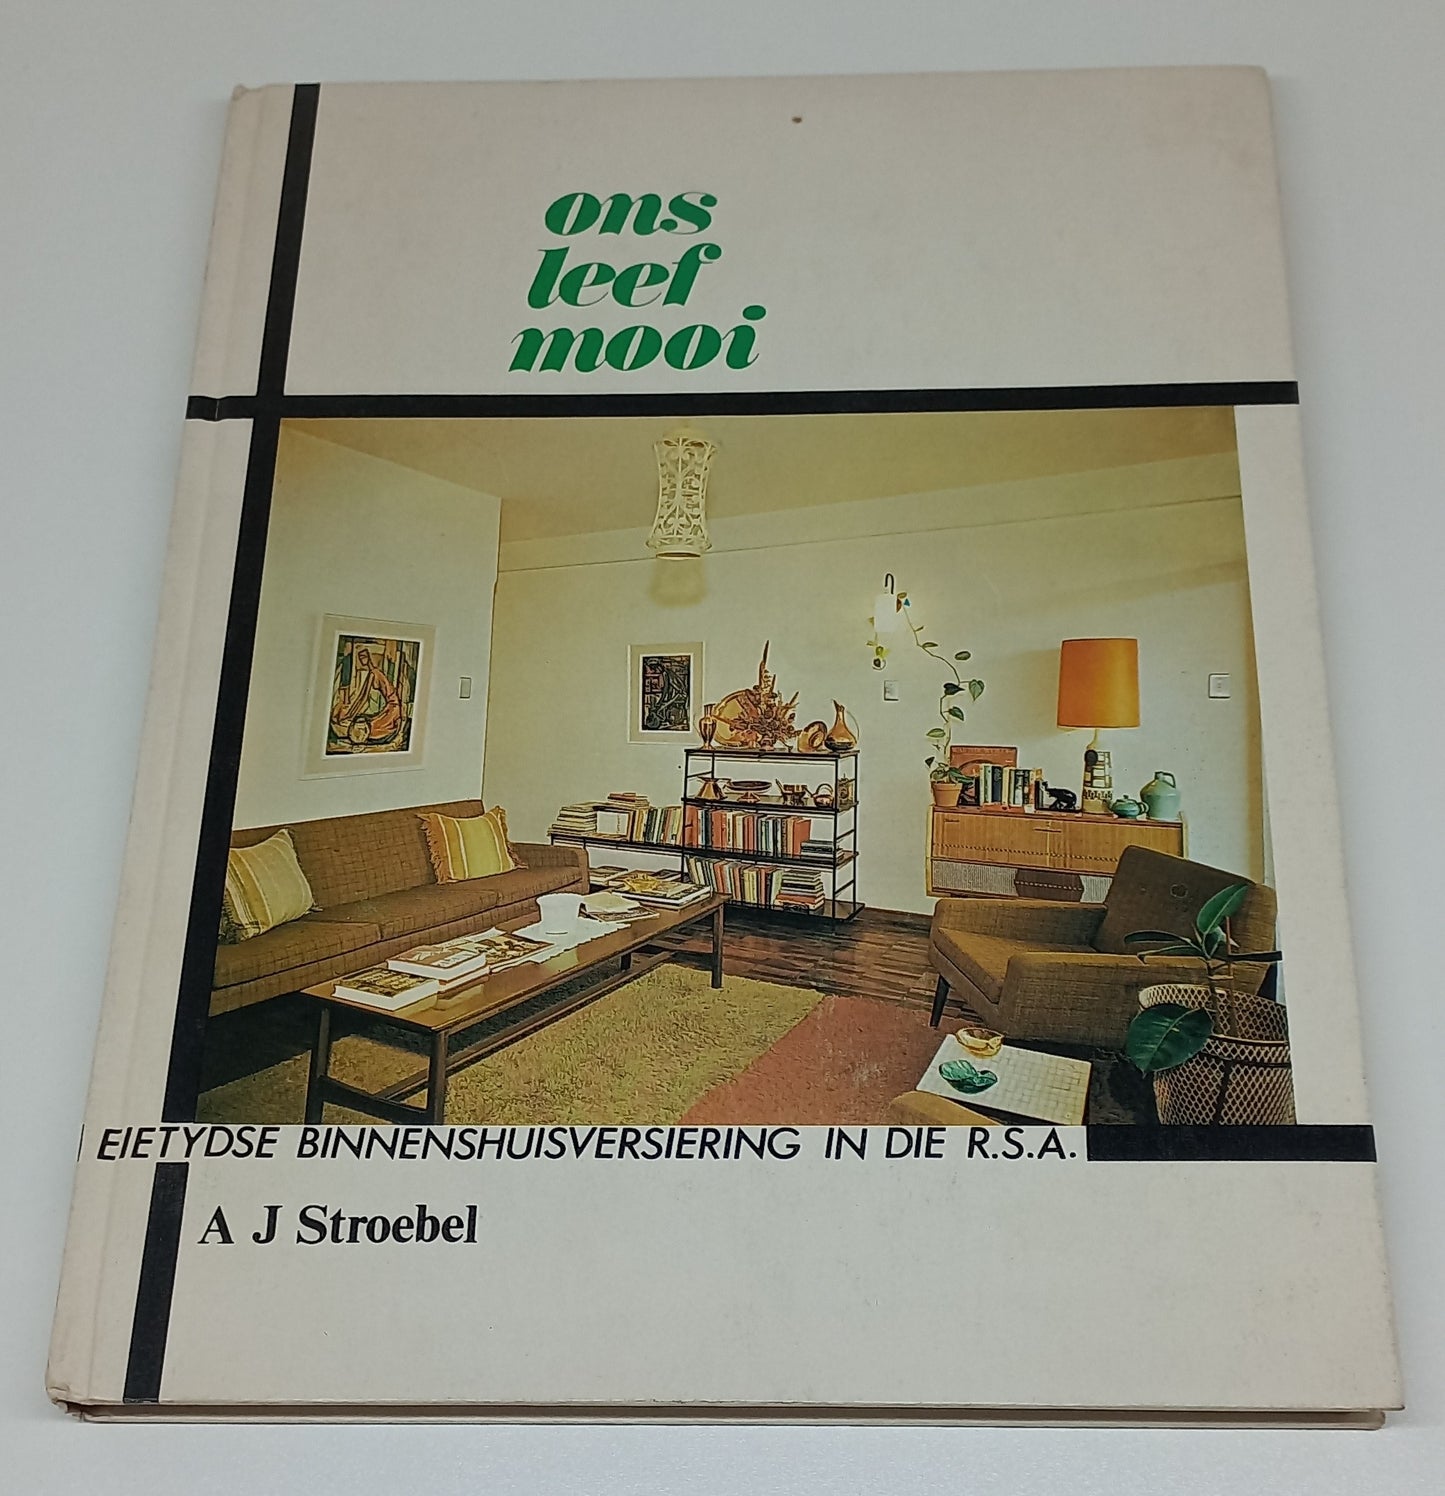 ons
leef
mooi
EIETYDSE BINNENSHUISVERSIERING IN DIE R.S.A.
A J Stroebel